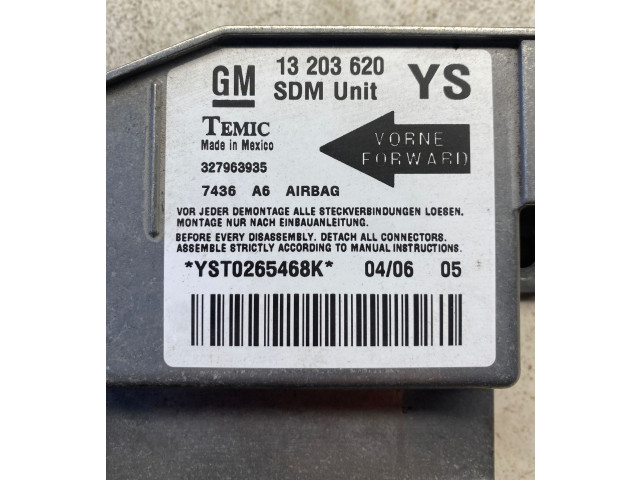 GM 13 203 620 YS
SDM Unit
TEMIC
Made in Mexico
327963935
VORNE
FORWARD
7436 A6 AIRBAG
VOR JEDER DEMONTAGE ALLE STECKVERBINDUNGEN LOESEN.
MONTAGE NUR NACH EINBAUANLEITUNG.
BEFORE EVERY DISASSEMBLY. DETACH ALL CONNECTORS.
ASSEMBLE STRICTLY ACCORDING TO MANUAL INSTRUCTIONS.
*YST0265468K* 04/06 05